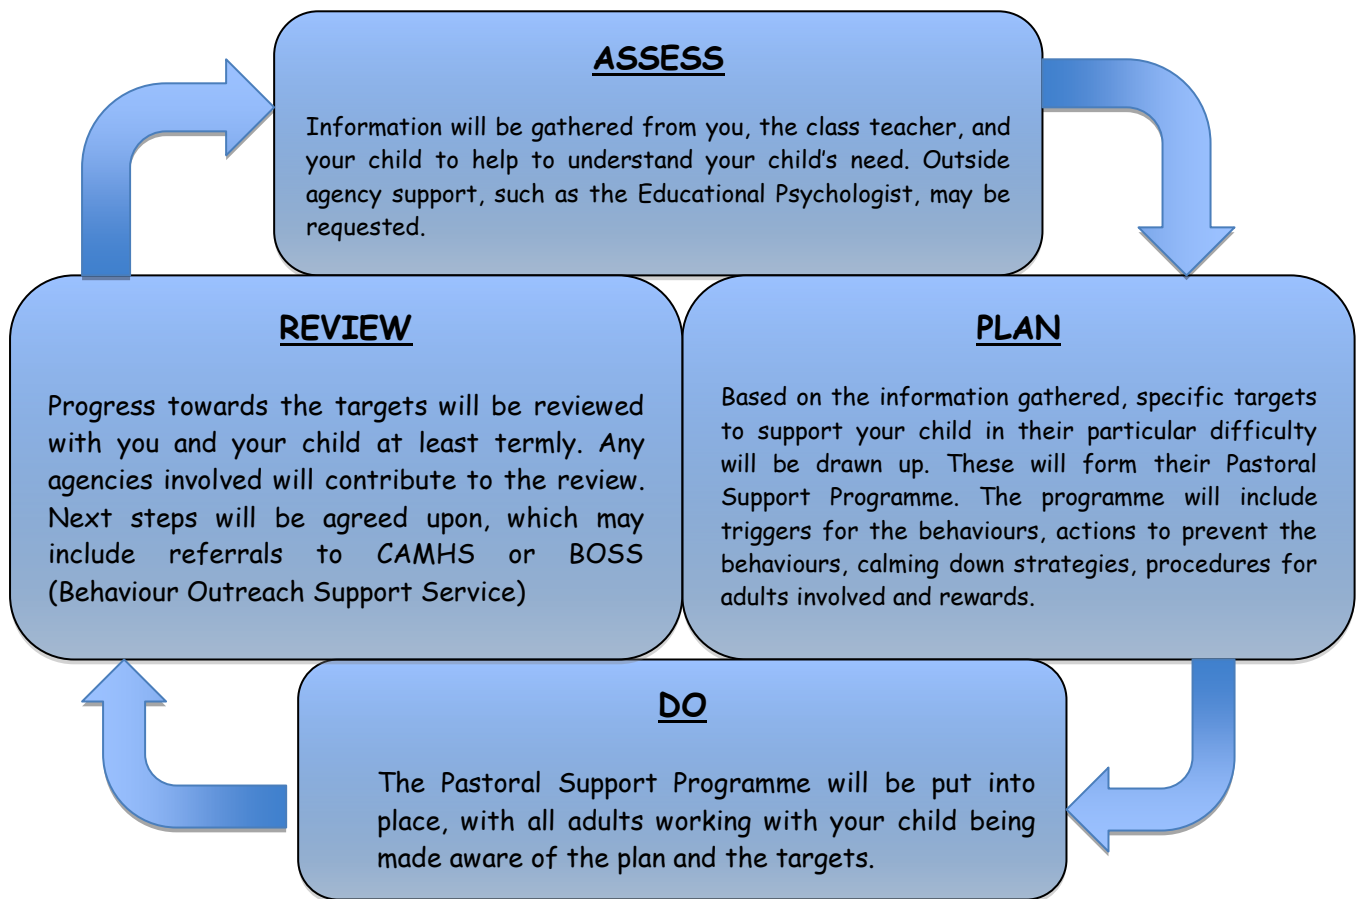 ASSESS
Information will be gathered from you, the class teacher, and
your child to help to understand your child's need. Outside
agency support, such as the Educational Psychologist, may be
requested.
REVIEW
Progress towards the targets will be reviewed
with you and your child at least termly. Any
agencies involved will contribute to the review.
Next steps will be agreed upon, which may
include referrals to CAMHS or BOSS
(Behaviour Outreach Support Service)
PLAN
Based on the information gathered, specific targets
to support your child in their particular difficulty
will be drawn up. These will form their Pastoral
Support Programme. The programme will include
triggers for the behaviours, actions to prevent the
behaviours, calming down strategies, procedures for
adults involved and rewards.
DO
The Pastoral Support Programme will be put into
place, with all adults working with your child being
made aware of the plan and the targets.